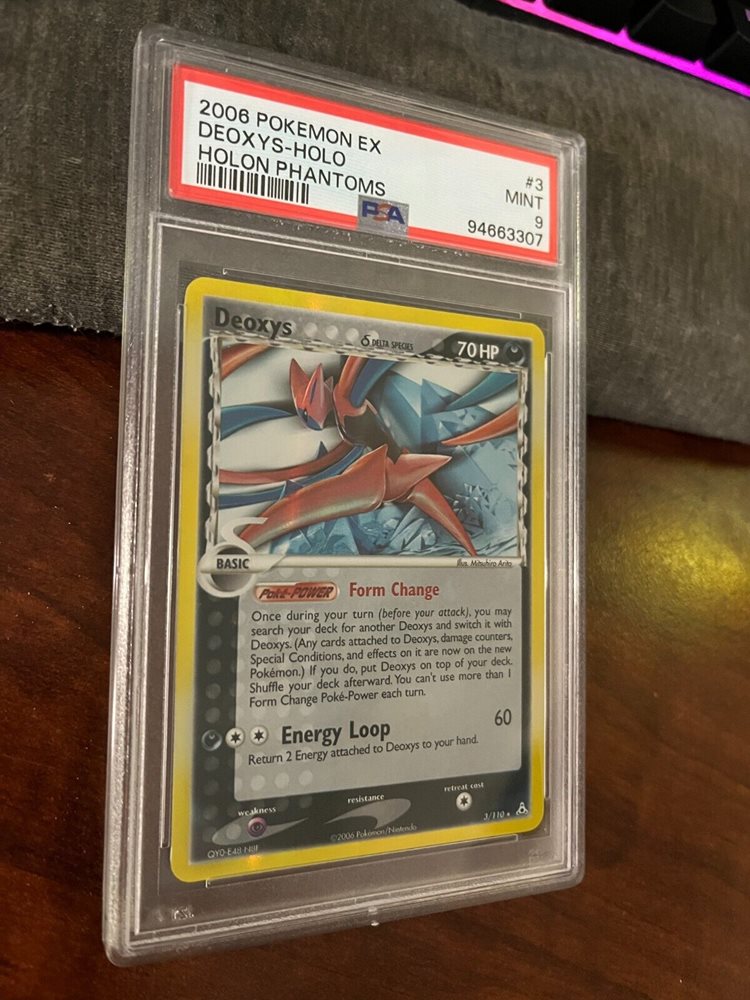 2006 POKEMON EX
DEOXYS-HOLO
HOLON PHANTOMS
#3
MINT
9
94663307
PSA
Deoxys
δ DELTA SPECIES
70 HP
BASIC
Illus. Mitsuhiro Arita
Poké-POWER Form Change
Once during your turn (before your attack), you may
search your deck for another Deoxys and switch it with
Deoxys. (Any cards attached to Deoxys, damage counters,
Special Conditions, and effects on it are now on the new
Pokémon.) If you do, put Deoxys on top of your deck.
Shuffle your deck afterward. You can't use more than 1
Form Change Poké-Power each turn.
Energy Loop 60
Return 2 Energy attached to Deoxys to your hand.
weakness
resistance
retreat cost
©2006 Pokémon/Nintendo
3/110